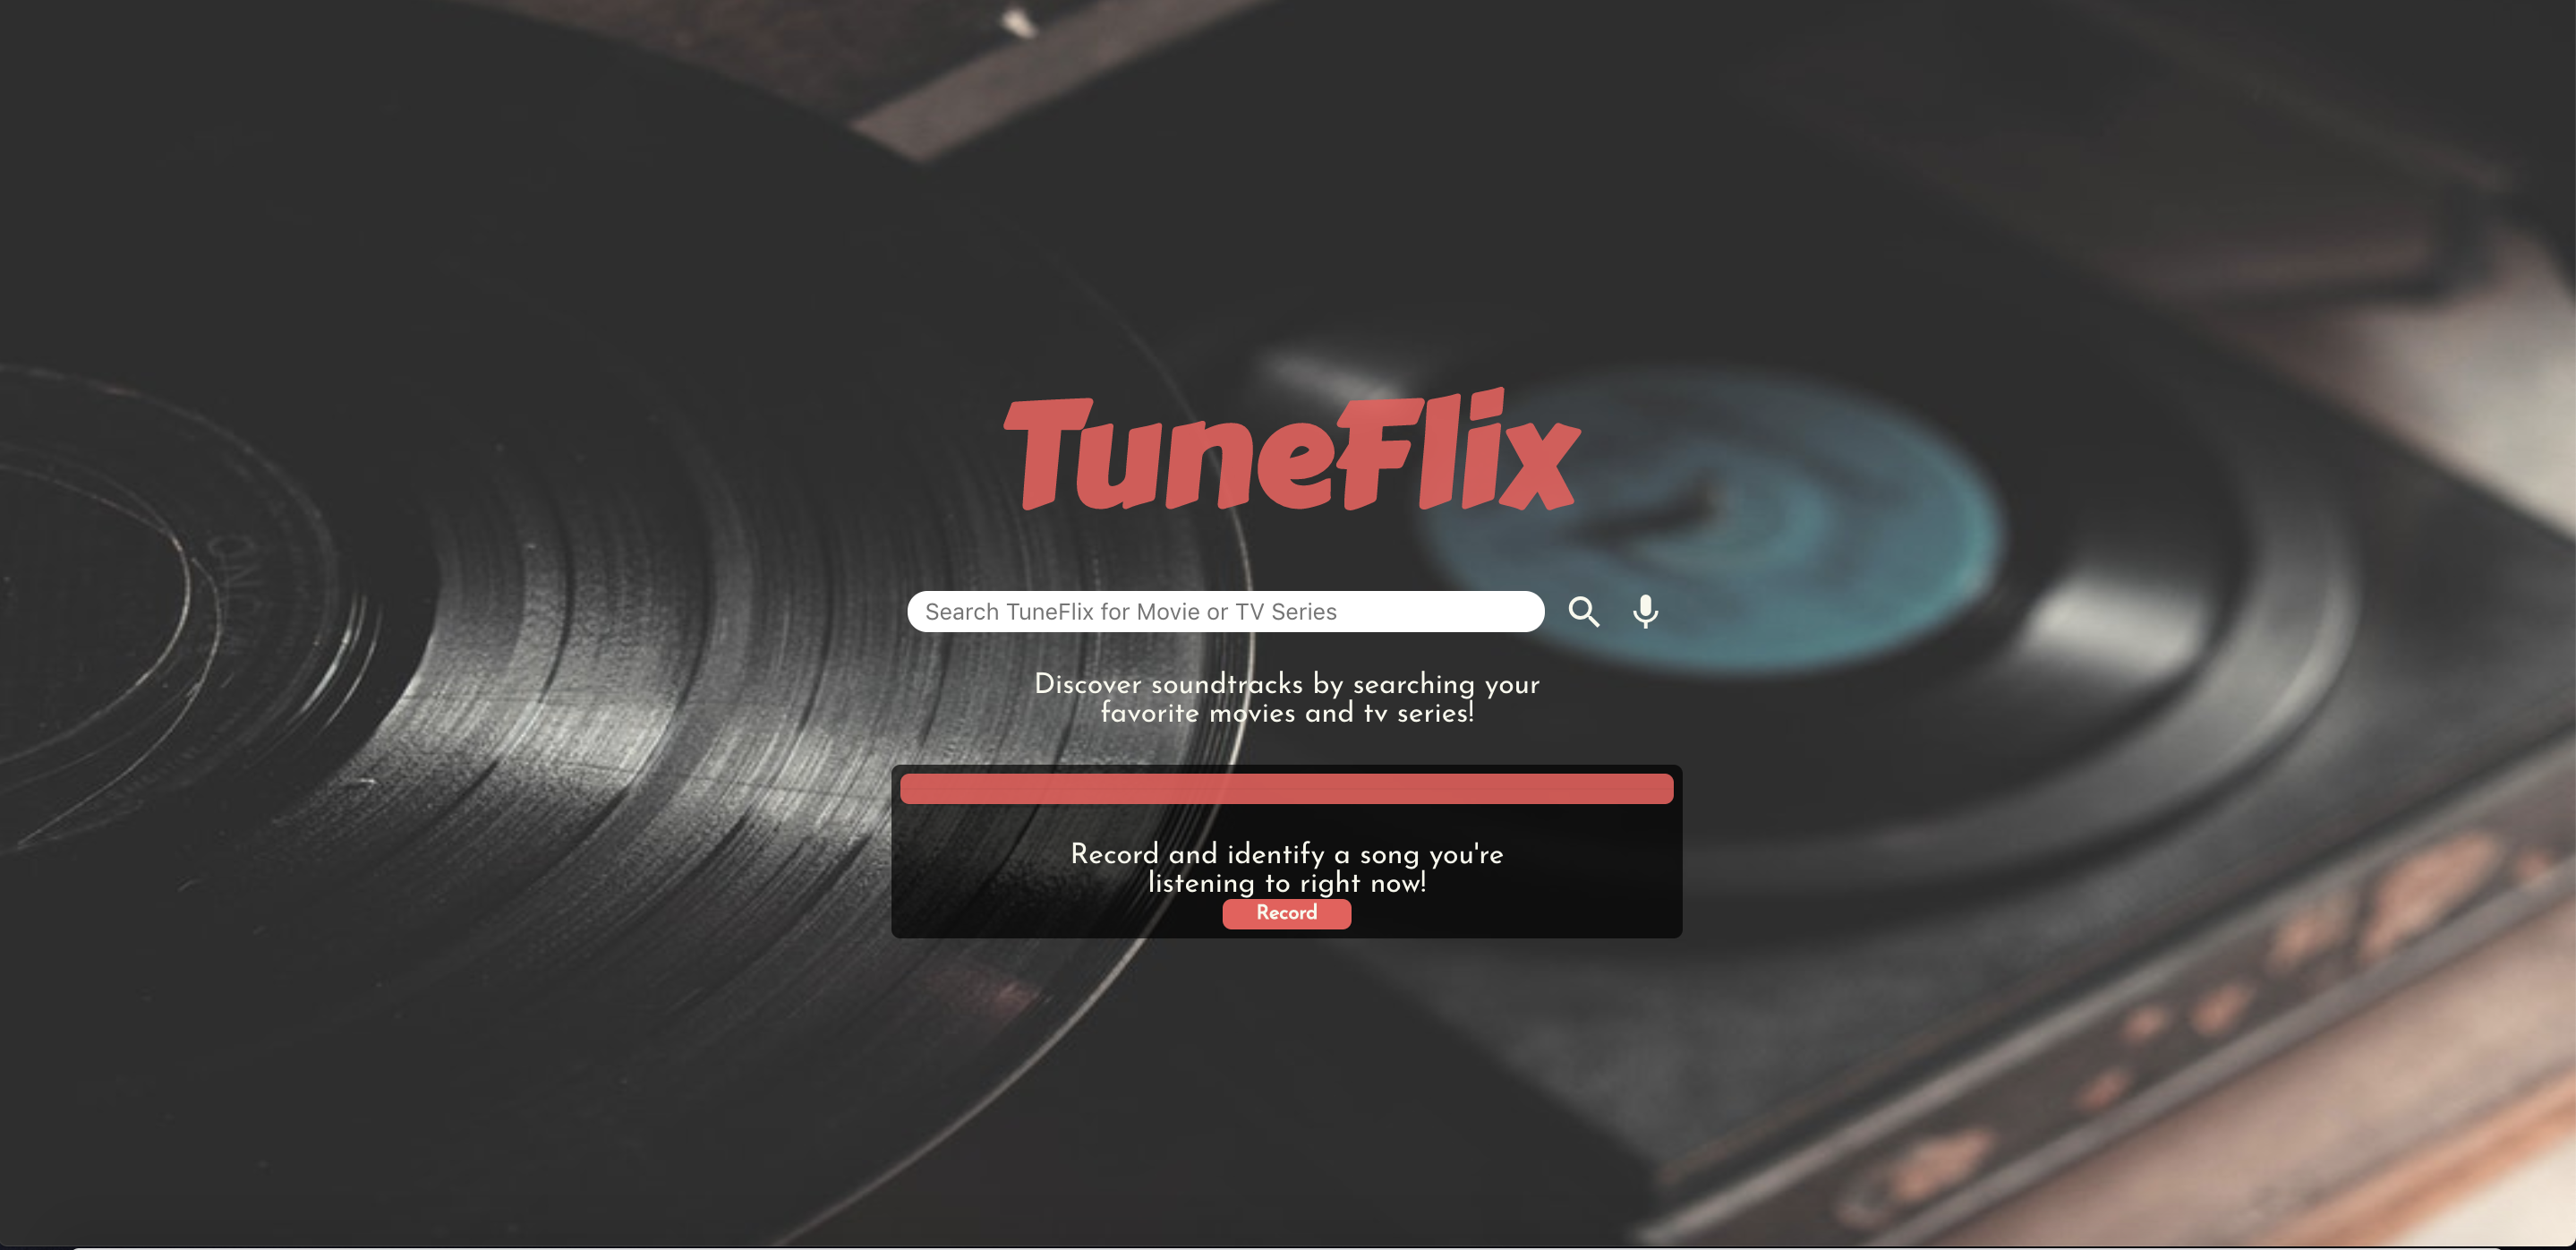 TuneFlix
Search TuneFlix for Movie or TV Series
Discover soundtracks by searching your
favorite movies and tv series!
Record and identify a song you're
listening to right now!
Record